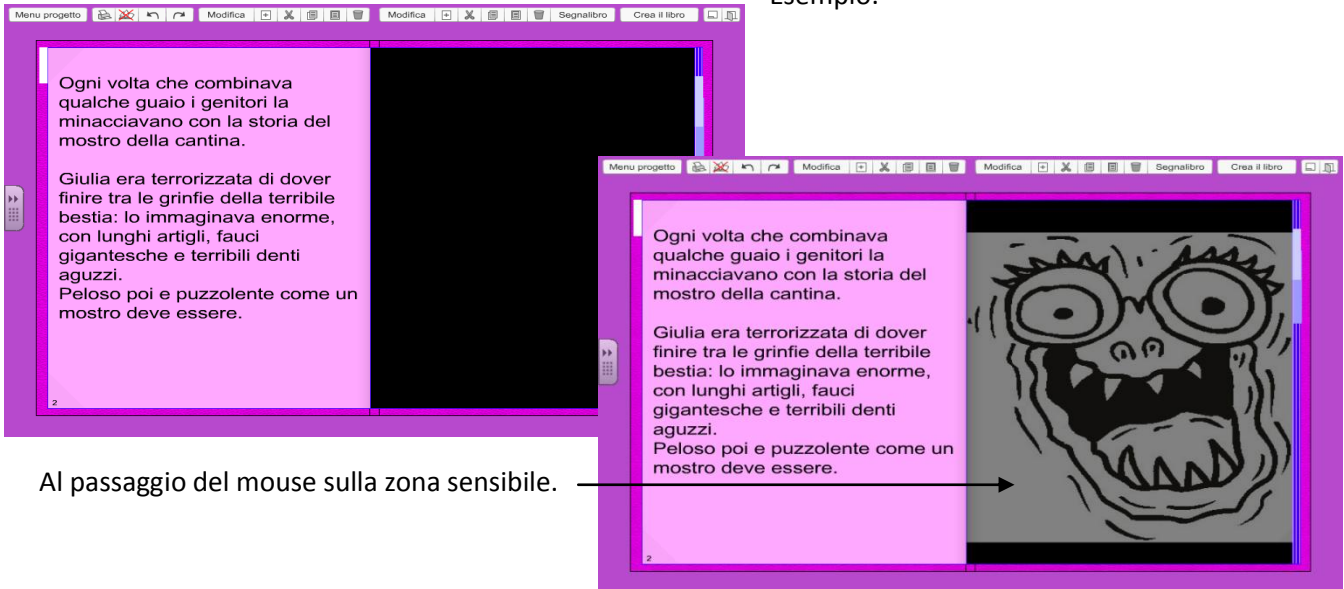 Esempio:
Menu progetto Modifica Modifica Segnalibro Crea il libro
Ogni volta che combinava
qualche guaio i genitori la
minacciavano con la storia del
mostro della cantina.
Giulia era terrorizzata di dover
finire tra le grinfie della terribile
bestia: lo immaginava enorme,
con lunghi artigli, fauci
gigantesche e terribili denti
aguzzi.
Peloso poi e puzzolente come un
mostro deve essere.
2
Menu progetto Modifica Modifica Segnalibro Crea il libro
Ogni volta che combinava
qualche guaio i genitori la
minacciavano con la storia del
mostro della cantina.
Giulia era terrorizzata di dover
finire tra le grinfie della terribile
bestia: lo immaginava enorme,
con lunghi artigli, fauci
gigantesche e terribili denti
aguzzi.
Peloso poi e puzzolente come un
mostro deve essere.
2
Al passaggio del mouse sulla zona sensibile.